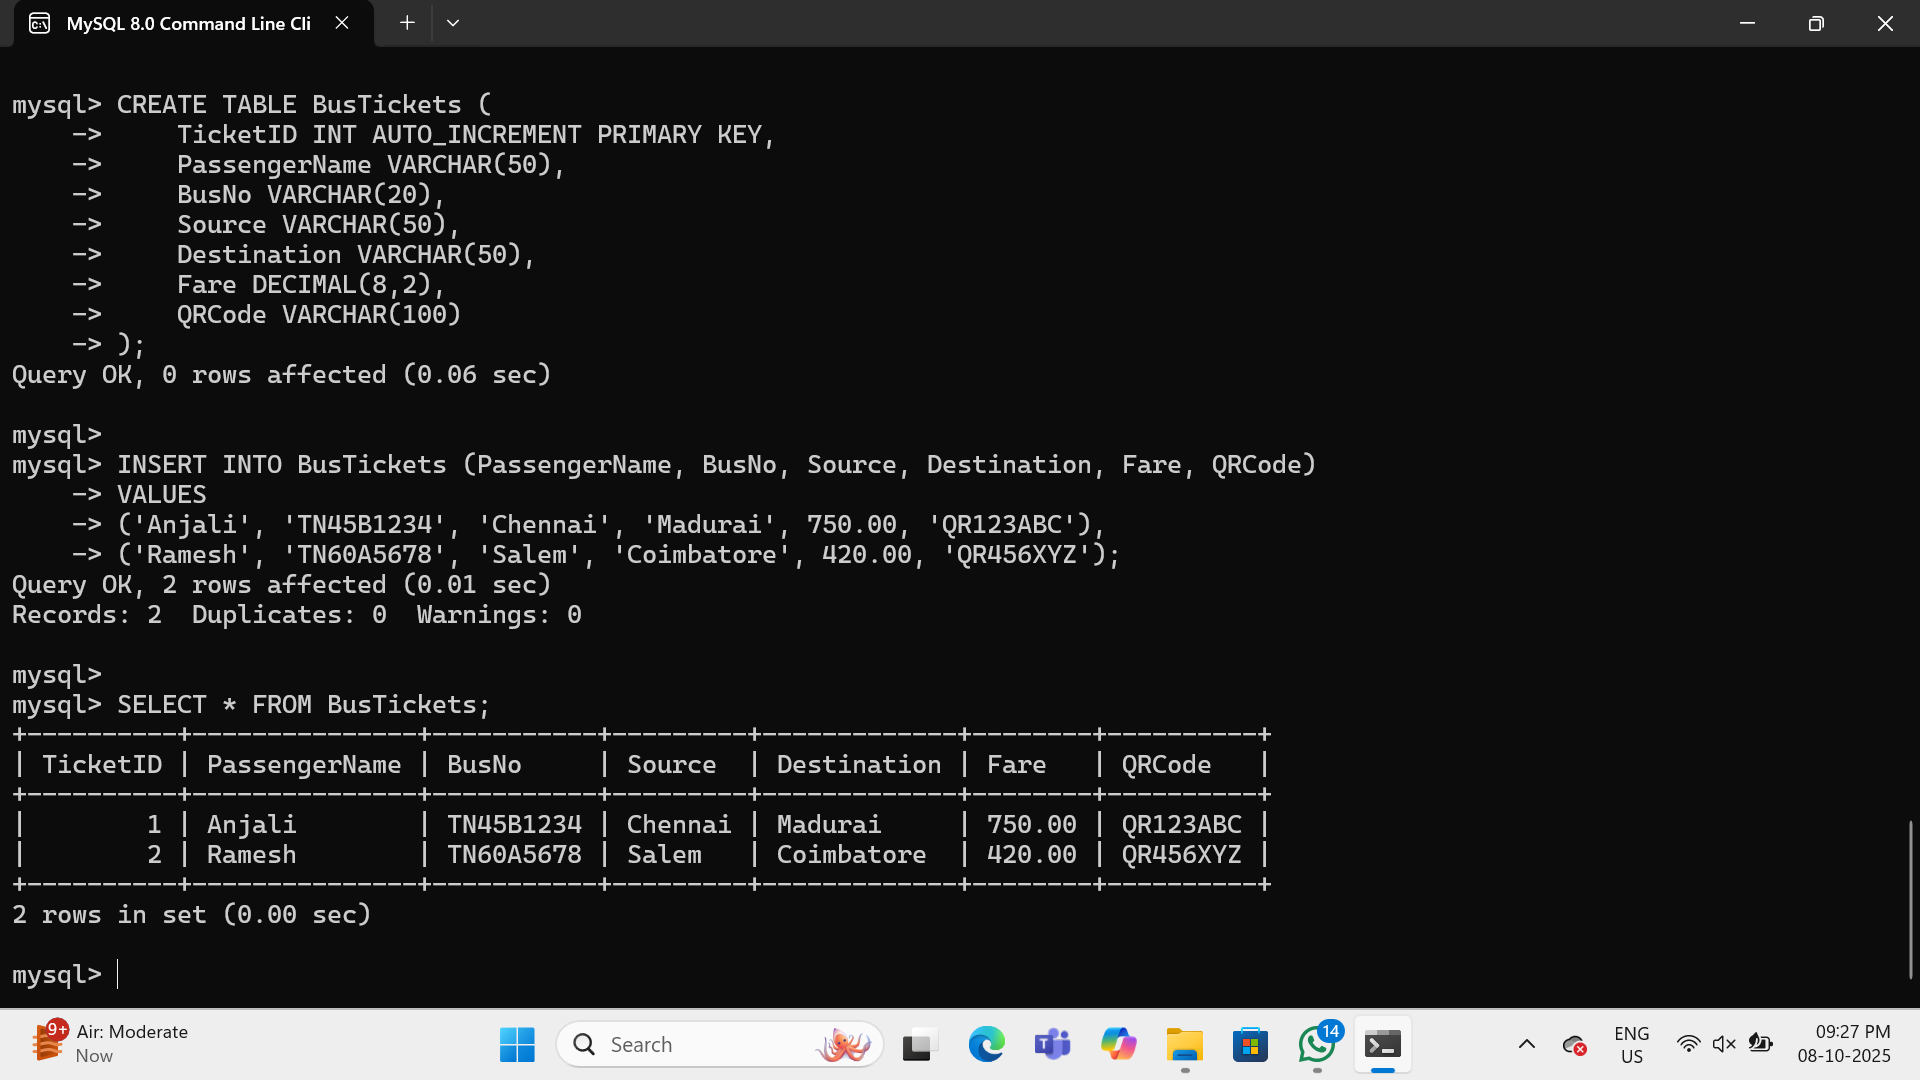 MySQL 8.0 Command Line Cli
mysql> CREATE TABLE BusTickets (
    ->     TicketID INT AUTO_INCREMENT PRIMARY KEY,
    ->     PassengerName VARCHAR(50),
    ->     BusNo VARCHAR(20),
    ->     Source VARCHAR(50),
    ->     Destination VARCHAR(50),
    ->     Fare DECIMAL(8,2),
    ->     QRCode VARCHAR(100)
    -> );
Query OK, 0 rows affected (0.06 sec)
mysql>
mysql> INSERT INTO BusTickets (PassengerName, BusNo, Source, Destination, Fare, QRCode)
    -> VALUES
    -> ('Anjali', 'TN45B1234', 'Chennai', 'Madurai', 750.00, 'QR123ABC'),
    -> ('Ramesh', 'TN60A5678', 'Salem', 'Coimbatore', 420.00, 'QR456XYZ');
Query OK, 2 rows affected (0.01 sec)
Records: 2  Duplicates: 0  Warnings: 0
mysql>
mysql> SELECT * FROM BusTickets;
+----------+---------------+-----------+---------+-------------+--------+----------+
| TicketID | PassengerName | BusNo     | Source  | Destination | Fare   | QRCode   |
+----------+---------------+-----------+---------+-------------+--------+----------+
|        1 | Anjali        | TN45B1234 | Chennai | Madurai     | 750.00 | QR123ABC |
|        2 | Ramesh        | TN60A5678 | Salem   | Coimbatore  | 420.00 | QR456XYZ |
+----------+---------------+-----------+---------+-------------+--------+----------+
2 rows in set (0.00 sec)
mysql>
9+
Air: Moderate
Now
Search
14
ENG
US
09:27 PM
08-10-2025